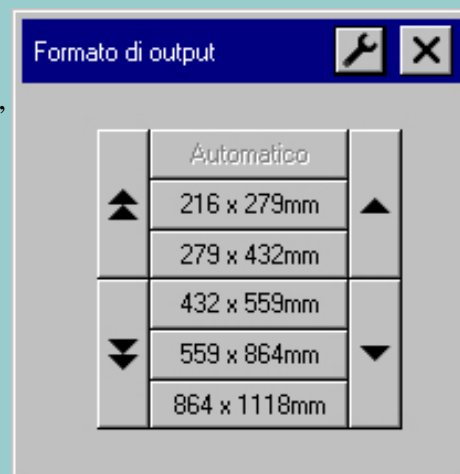 Formato di output
,
Automatico
216 x 279mm
279 x 432mm
432 x 559mm
559 x 864mm
864 x 1118mm